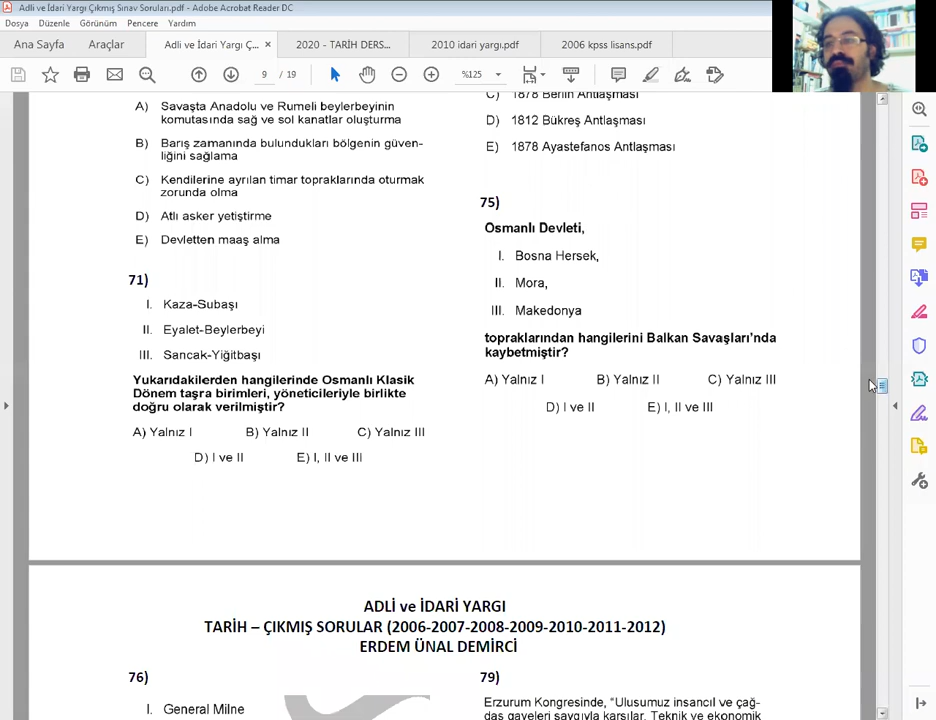 Adli ve İdari Yargı Çıkmış Sınav Soruları.pdf - Adobe Acrobat Reader DC
Dosya Düzenle Görünüm Pencere Yardım
Ana Sayfa Araçlar Adli ve İdari Yargı Ç... × 2020 - TARİH DERS... 2010 idari yargı.pdf 2006 kpss lisans.pdf
9 / 19 %125
A) Savaşta Anadolu ve Rumeli beylerbeyinin
komutasında sağ ve sol kanatlar oluşturma
B) Barış zamanında bulundukları bölgenin güven-
liğini sağlama
C) Kendilerine ayrılan timar topraklarında oturmak
zorunda olma
D) Atlı asker yetiştirme
E) Devletten maaş alma
71)
I. Kaza-Subaşı
II. Eyalet-Beylerbeyi
III. Sancak-Yiğitbaşı
Yukarıdakilerden hangilerinde Osmanlı Klasik
Dönem taşra birimleri, yöneticileriyle birlikte
doğru olarak verilmiştir?
A) Yalnız I B) Yalnız II C) Yalnız III
D) I ve II E) I, II ve III
C) 1878 Berlin Antlaşması
D) 1812 Bükreş Antlaşması
E) 1878 Ayastefanos Antlaşması
75)
Osmanlı Devleti,
I. Bosna Hersek,
II. Mora,
III. Makedonya
topraklarından hangilerini Balkan Savaşları'nda
kaybetmiştir?
A) Yalnız I B) Yalnız II C) Yalnız III
D) I ve II E) I, II ve III
ADLİ ve İDARİ YARGI
TARİH – ÇIKMIŞ SORULAR (2006-2007-2008-2009-2010-2011-2012)
ERDEM ÜNAL DEMİRCİ
76)
I. General Milne
79)
Erzurum Kongresinde, "Ulusumuz insancıl ve çağ-
daş gayeleri saygıyla karşılar. Teknik ve ekonomik